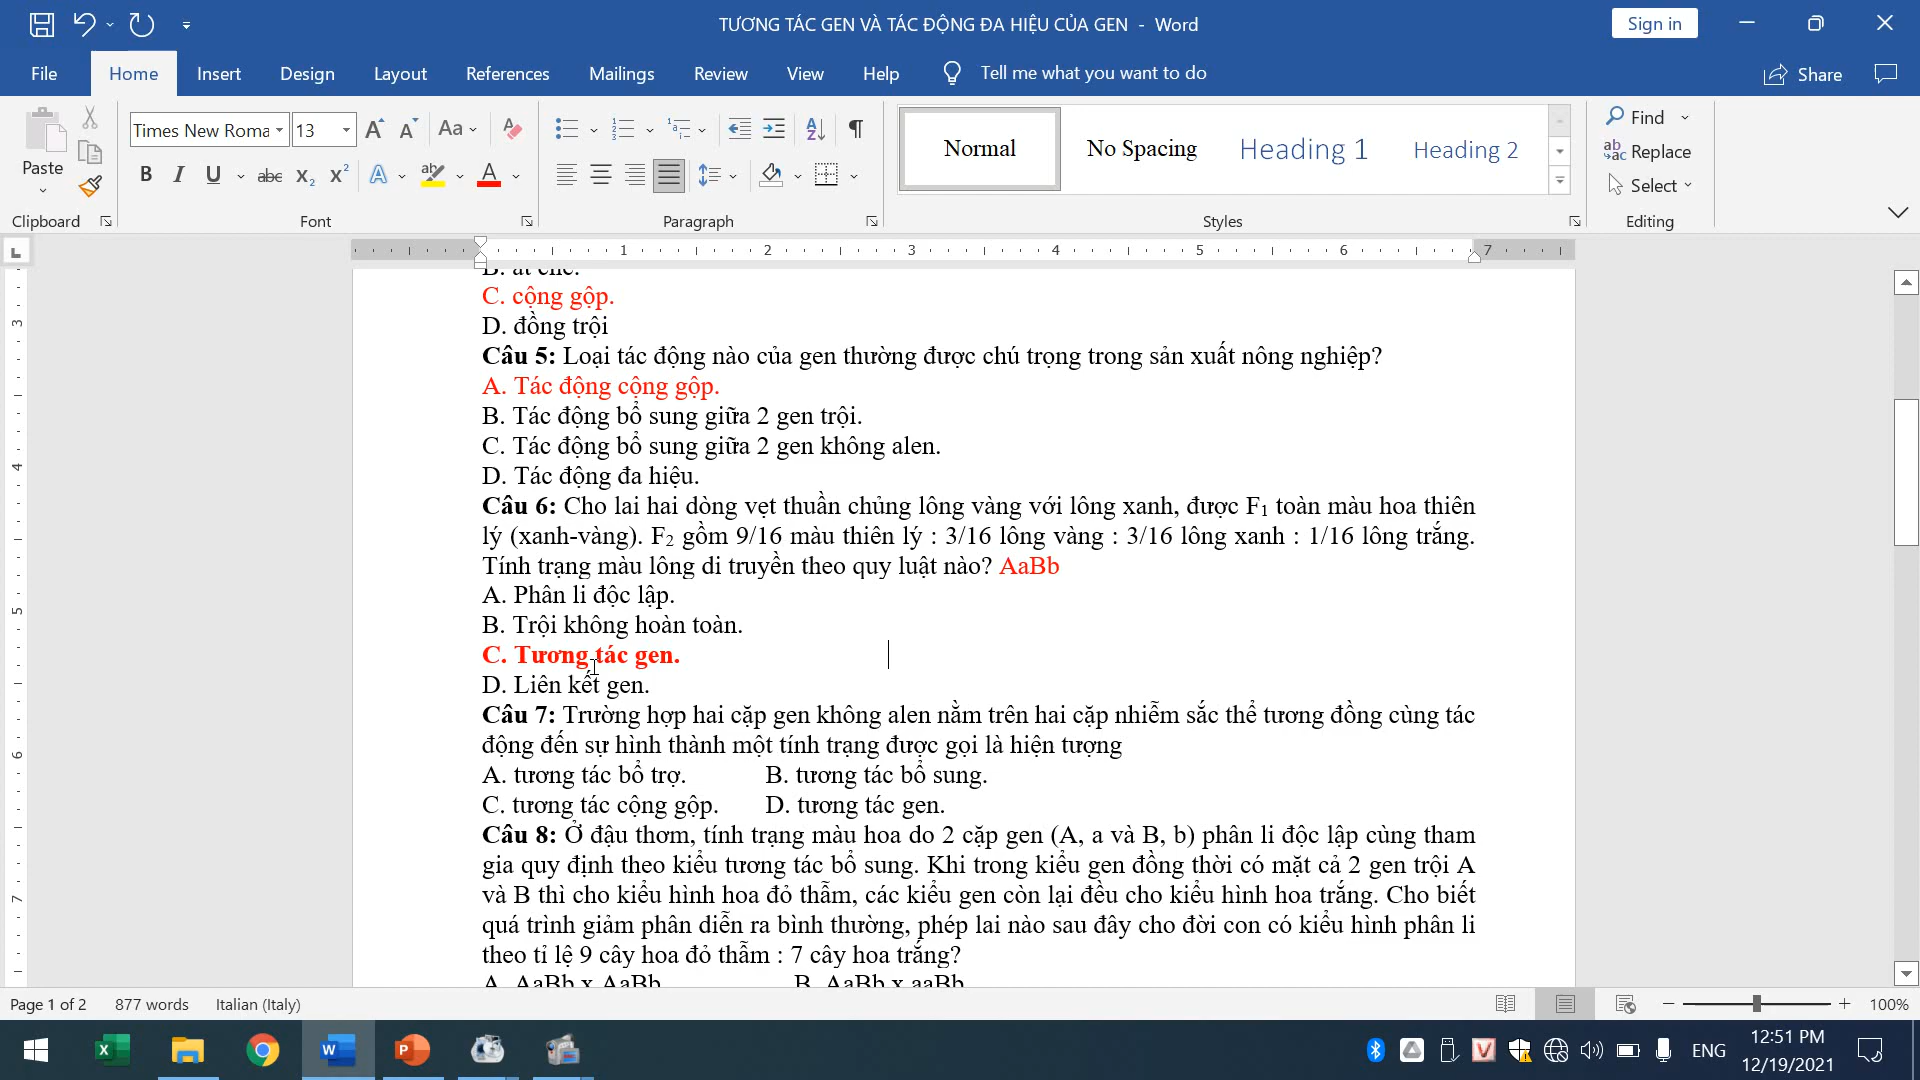 TƯƠNG TÁC GEN VÀ TÁC ĐỘNG ĐA HIỆU CỦA GEN - Word
Sign in
File Home Insert Design Layout References Mailings Review View Help Tell me what you want to do Share
Paste
Times New Roma 13
Normal
No Spacing
Heading 1
Heading 2
Find
Replace
Select
Clipboard Font Paragraph Styles Editing
1 2 3 4 5 6 7
C. cộng gộp.
D. đồng trội
Câu 5: Loại tác động nào của gen thường được chú trọng trong sản xuất nông nghiệp?
A. Tác động cộng gộp.
B. Tác động bổ sung giữa 2 gen trội.
C. Tác động bổ sung giữa 2 gen không alen.
D. Tác động đa hiệu.
Câu 6: Cho lai hai dòng vẹt thuần chủng lông vàng với lông xanh, được F1 toàn màu hoa thiên
lý (xanh-vàng). F2 gồm 9/16 màu thiên lý : 3/16 lông vàng : 3/16 lông xanh : 1/16 lông trắng.
Tính trạng màu lông di truyền theo quy luật nào? AaBb
A. Phân li độc lập.
B. Trội không hoàn toàn.
C. Tương tác gen.
D. Liên kết gen.
Câu 7: Trường hợp hai cặp gen không alen nằm trên hai cặp nhiễm sắc thể tương đồng cùng tác
động đến sự hình thành một tính trạng được gọi là hiện tượng
A. tương tác bổ trợ. B. tương tác bổ sung.
C. tương tác cộng gộp. D. tương tác gen.
Câu 8: Ở đậu thơm, tính trạng màu hoa do 2 cặp gen (A, a và B, b) phân li độc lập cùng tham
gia quy định theo kiểu tương tác bổ sung. Khi trong kiểu gen đồng thời có mặt cả 2 gen trội A
và B thì cho kiểu hình hoa đỏ thẫm, các kiểu gen còn lại đều cho kiểu hình hoa trắng. Cho biết
quá trình giảm phân diễn ra bình thường, phép lai nào sau đây cho đời con có kiểu hình phân li
theo tỉ lệ 9 cây hoa đỏ thẫm : 7 cây hoa trắng?
A. AaBb x AaBb B. AaBb x aaBb
Page 1 of 2 877 words Italian (Italy) 100%
ENG
12:51 PM
12/19/2021